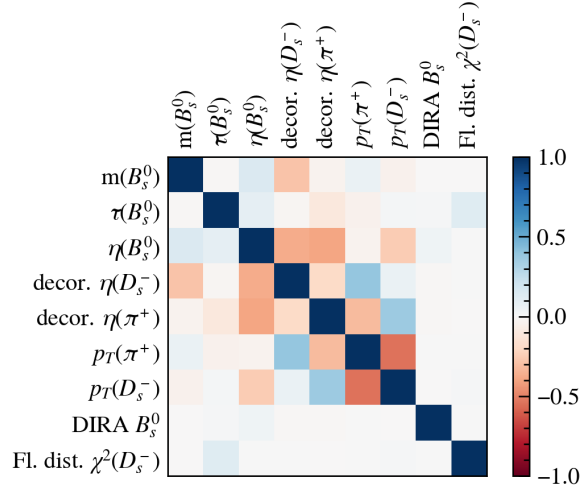 m(B_s^0)
τ(B_s^0)
η(B_s^0)
decor. η(D_s^-)
decor. η(π^+)
p_T(π^+)
p_T(D_s^-)
DIRA B_s^0
Fl. dist. χ^2(D_s^-)
m(B_s^0)
τ(B_s^0)
η(B_s^0)
decor. η(D_s^-)
decor. η(π^+)
p_T(π^+)
p_T(D_s^-)
DIRA B_s^0
Fl. dist. χ^2(D_s^-)
1.0
0.5
0.0
−0.5
−1.0